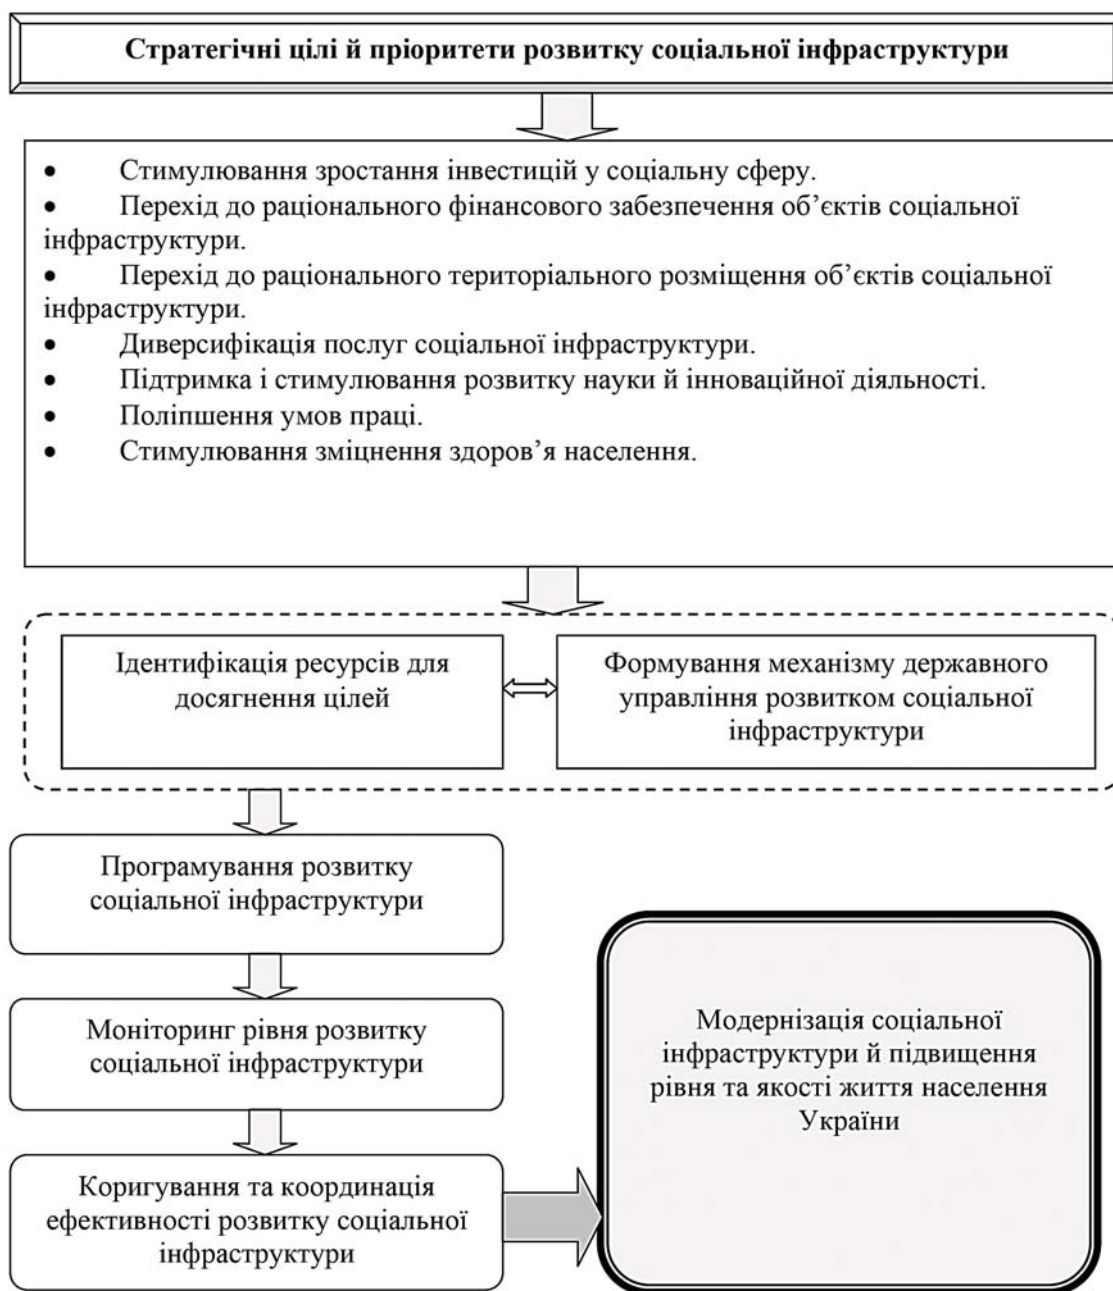 Стратегічні цілі й пріоритети розвитку соціальної інфраструктури
• Стимулювання зростання інвестицій у соціальну сферу.
• Перехід до раціонального фінансового забезпечення об’єктів соціальної
інфраструктури.
• Перехід до раціонального територіального розміщення об’єктів соціальної
інфраструктури.
• Диверсифікація послуг соціальної інфраструктури.
• Підтримка і стимулювання розвитку науки й інноваційної діяльності.
• Поліпшення умов праці.
• Стимулювання зміцнення здоров’я населення.
Ідентифікація ресурсів для
досягнення цілей
Формування механізму державного
управління розвитком соціальної
інфраструктури
Програмування розвитку
соціальної інфраструктури
Моніторинг рівня розвитку
соціальної інфраструктури
Коригування та координація
ефективності розвитку соціальної
інфраструктури
Модернізація соціальної
інфраструктури й підвищення
рівня та якості життя населення
України